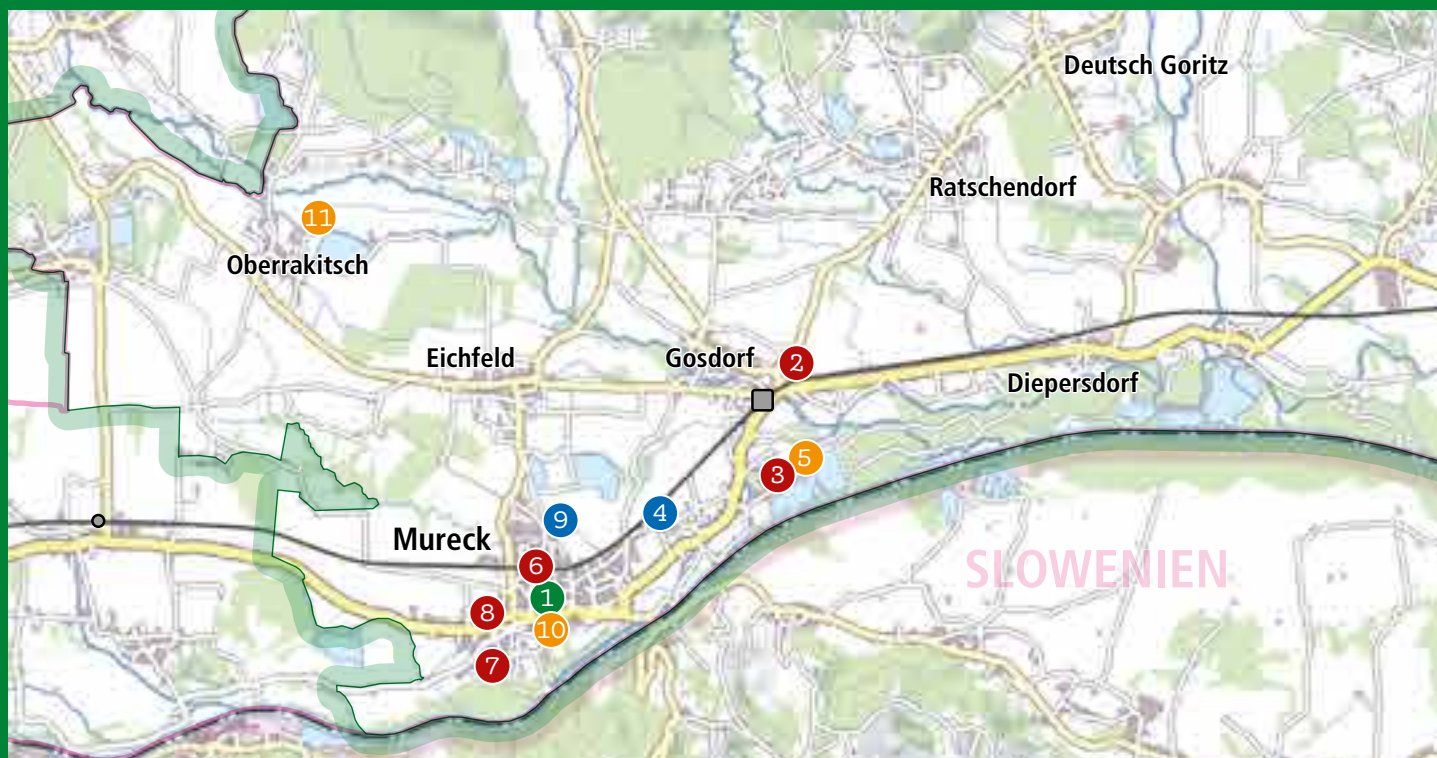 Deutsch Goritz
Ratschendorf
11
Oberrakitsch
Eichfeld
Gosdorf
2
Diepersdorf
5
3
4
9
Mureck
6
SLOWENIEN
1
8
10
7